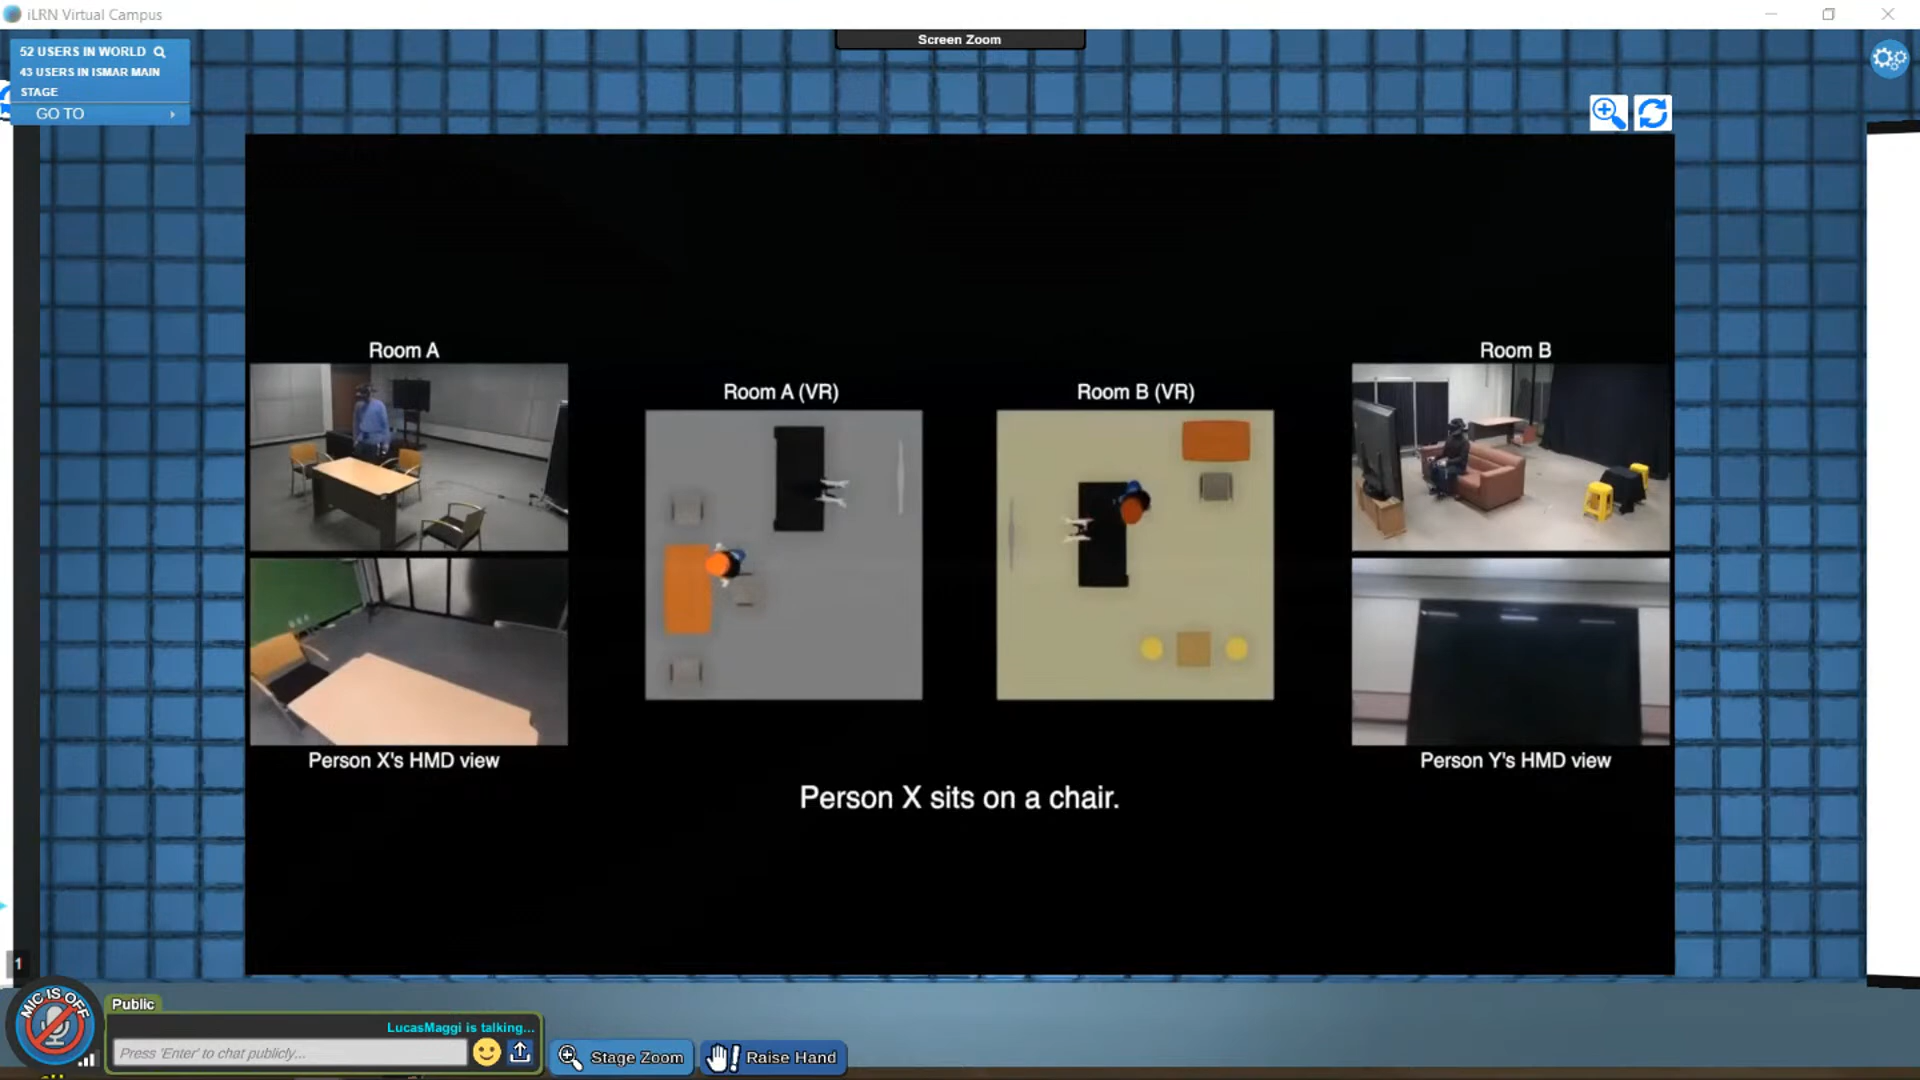 iLRN Virtual Campus
52 USERS IN WORLD
43 USERS IN ISMAR MAIN
STAGE
GO TO
Screen Zoom
Room A
Room B
Room A (VR)
Room B (VR)
Person X's HMD view
Person Y's HMD view
Person X sits on a chair.
1
MIC IS OFF
Public
LucasMaggi is talking...
Press 'Enter' to chat publicly...
Stage Zoom
Raise Hand